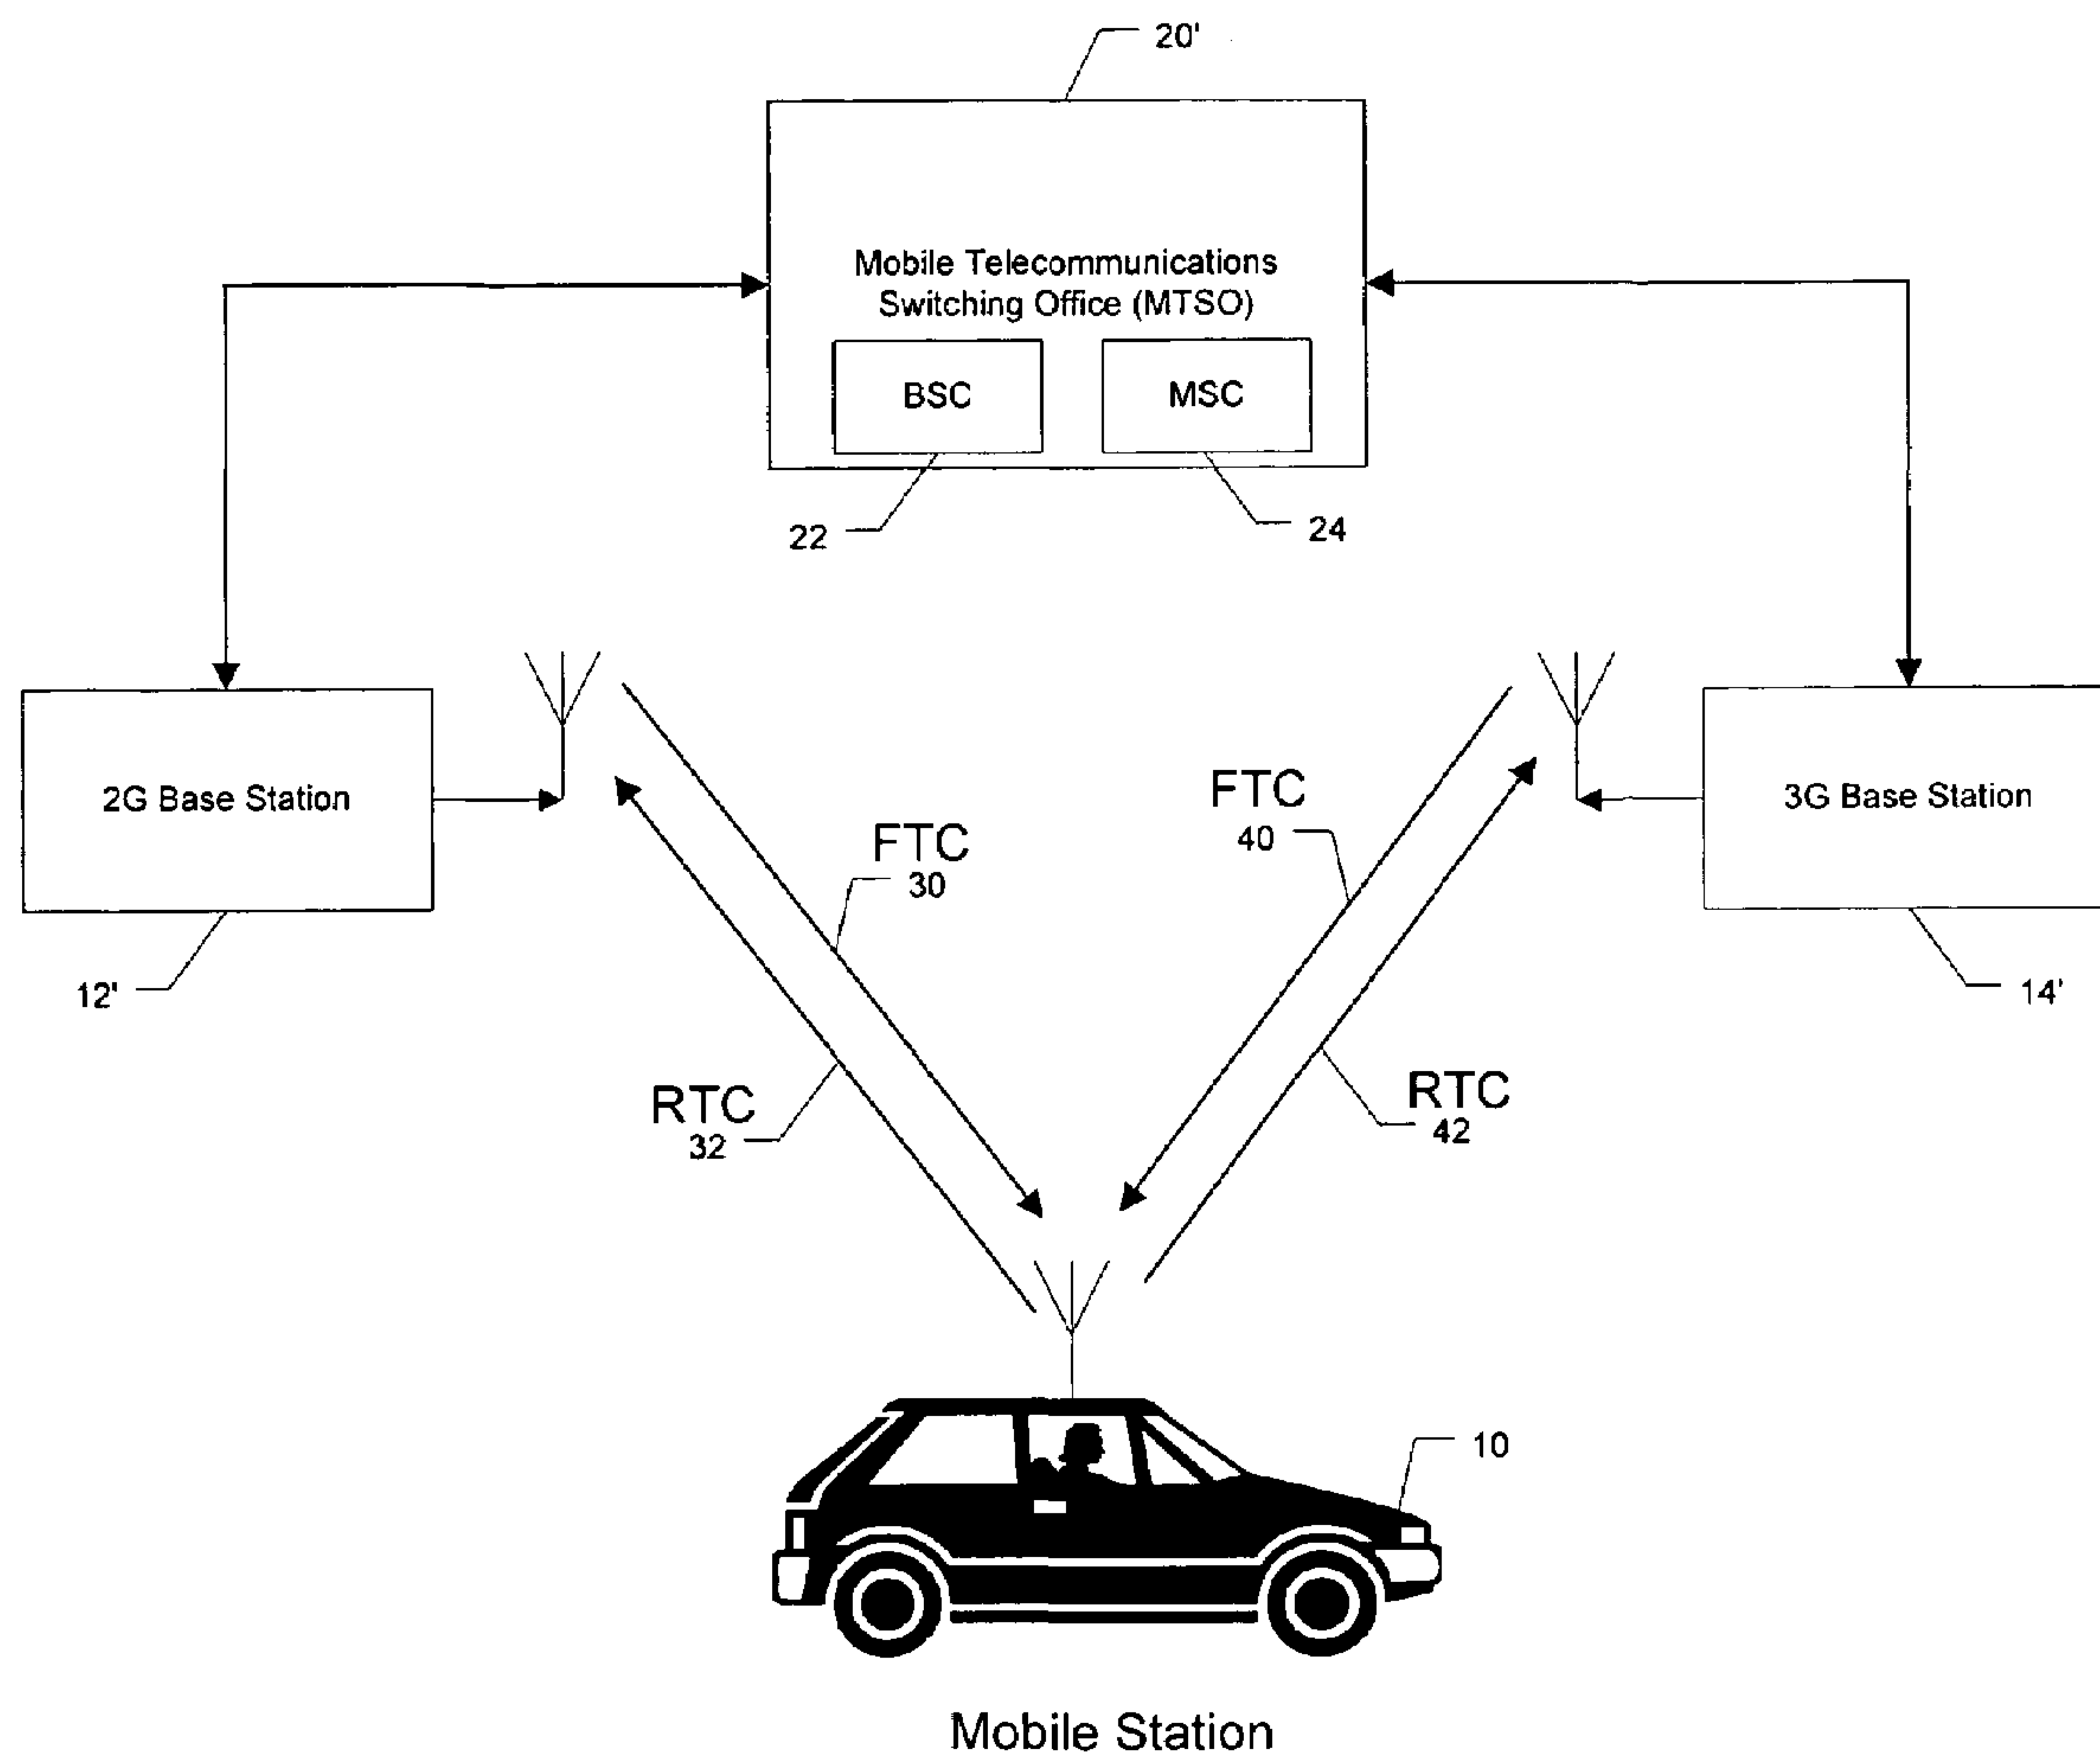 20'
Mobile Telecommunications
Switching Office (MTSO)
BSC
MSC
22
24
2G Base Station
3G Base Station
FTC
40
FTC
30
12'
14'
RTC
32
RTC
42
10
Mobile Station